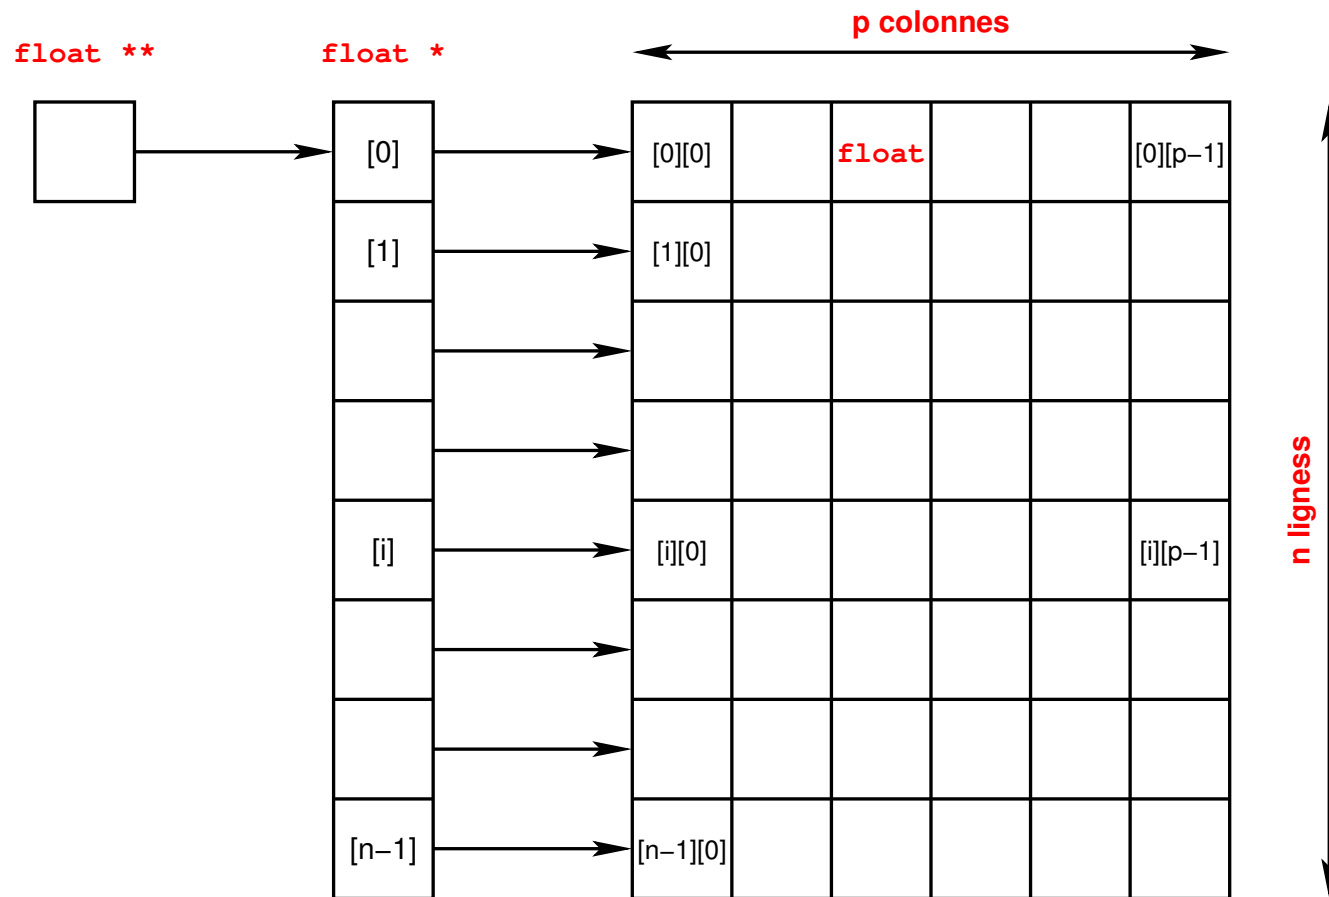 p colonnes
float **
float *
[0]
[0][0]
float
[0][p−1]
[1]
[1][0]
n ligness
[i]
[i][0]
[i][p−1]
[n−1]
[n−1][0]